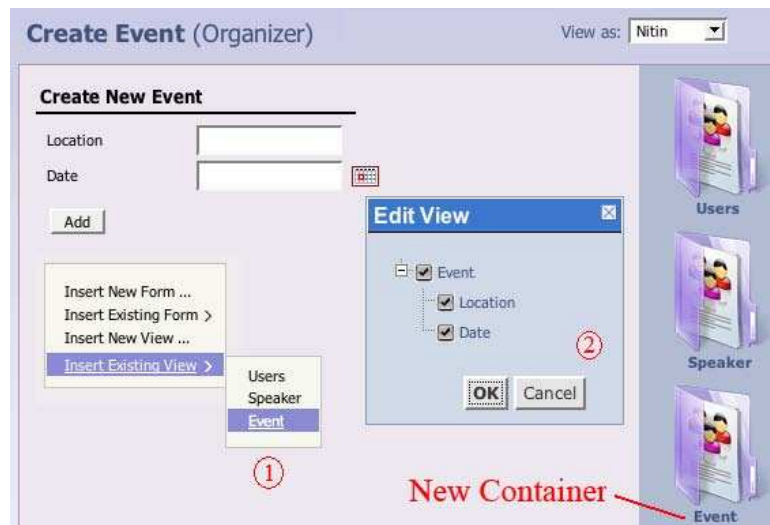 Create Event (Organizer)
View as: Nitin
Create New Event
Location
Date
Add
Insert New Form ...
Insert Existing Form >
Insert New View ...
Insert Existing View >
Users
Speaker
Event
1
Edit View
Event
Location
Date
2
OK Cancel
Users
Speaker
Event
New Container